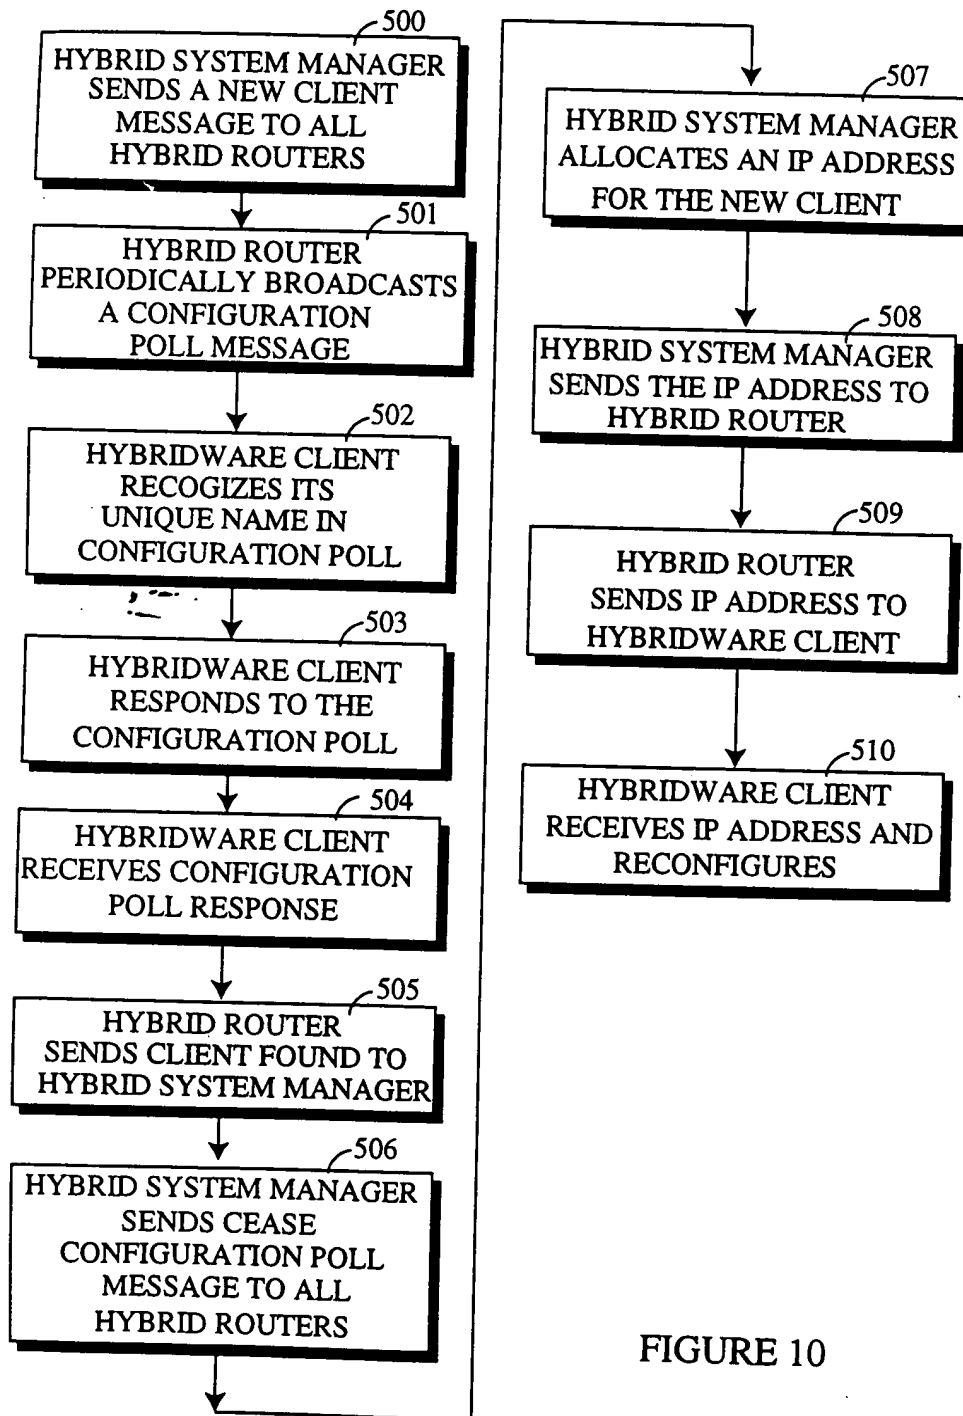 500
HYBRID SYSTEM MANAGER
SENDS A NEW CLIENT
MESSAGE TO ALL
HYBRID ROUTERS
501
HYBRID ROUTER
PERIODICALLY BROADCASTS
A CONFIGURATION
POLL MESSAGE
502
HYBRIDWARE CLIENT
RECOGIZES ITS
UNIQUE NAME IN
CONFIGURATION POLL
503
HYBRIDWARE CLIENT
RESPONDS TO THE
CONFIGURATION POLL
504
HYBRIDWARE CLIENT
RECEIVES CONFIGURATION
POLL RESPONSE
505
HYBRID ROUTER
SENDS CLIENT FOUND TO
HYBRID SYSTEM MANAGER
506
HYBRID SYSTEM MANAGER
SENDS CEASE
CONFIGURATION POLL
MESSAGE TO ALL
HYBRID ROUTERS
507
HYBRID SYSTEM MANAGER
ALLOCATES AN IP ADDRESS
FOR THE NEW CLIENT
508
HYBRID SYSTEM MANAGER
SENDS THE IP ADDRESS TO
HYBRID ROUTER
509
HYBRID ROUTER
SENDS IP ADDRESS TO
HYBRIDWARE CLIENT
510
HYBRIDWARE CLIENT
RECEIVES IP ADDRESS AND
RECONFIGURES
FIGURE 10